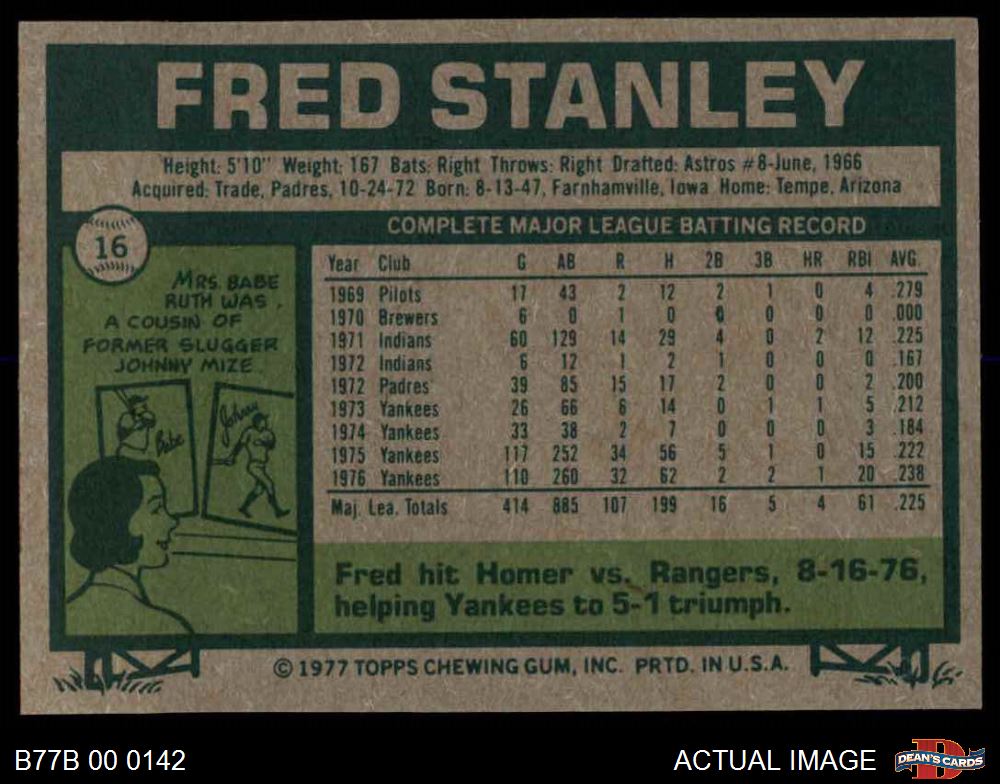 FRED STANLEY
Height: 5'10" Weight: 167 Bats: Right Throws: Right Drafted: Astros #8-June, 1966
Acquired: Trade, Padres, 10-24-72 Born: 8-13-47, Farnhamville, Iowa Home: Tempe, Arizona
16
MRS. BABE
RUTH WAS
A COUSIN OF
FORMER SLUGGER
JOHNNY MIZE
Babe
Johnny
COMPLETE MAJOR LEAGUE BATTING RECORD
Year Club G AB R H 2B 3B HR RBI AVG.
1969 Pilots 17 43 2 12 2 1 0 4 .279
1970 Brewers 6 0 1 0 0 0 0 0 .000
1971 Indians 60 129 14 29 4 0 2 12 .225
1972 Indians 6 12 1 2 1 0 0 0 .167
1972 Padres 39 85 15 17 2 0 0 2 .200
1973 Yankees 26 66 6 14 0 1 1 5 .212
1974 Yankees 33 38 2 7 0 0 0 3 .184
1975 Yankees 117 252 34 56 5 1 0 15 .222
1976 Yankees 110 260 32 62 2 2 1 20 .238
Maj. Lea. Totals 414 885 107 199 16 5 4 61 .225
Fred hit Homer vs. Rangers, 8-16-76,
helping Yankees to 5-1 triumph.
© 1977 TOPPS CHEWING GUM, INC. PRTD. IN U.S.A.
B77B 00 0142
ACTUAL IMAGE
D
DEAN'S CARDS